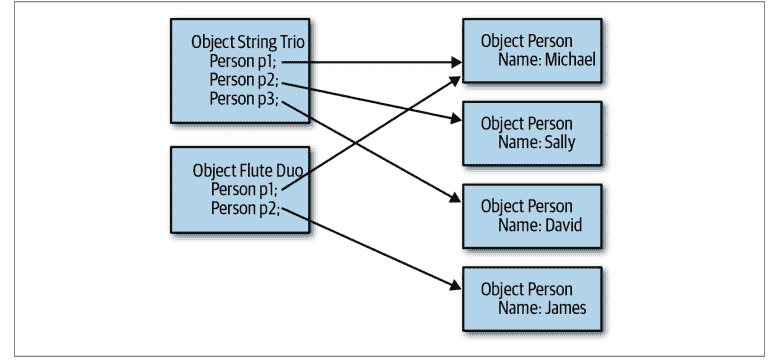 Object String Trio
Person p1;
Person p2;
Person p3;
Object Flute Duo
Person p1;
Person p2;
Object Person
Name: Michael
Object Person
Name: Sally
Object Person
Name: David
Object Person
Name: James